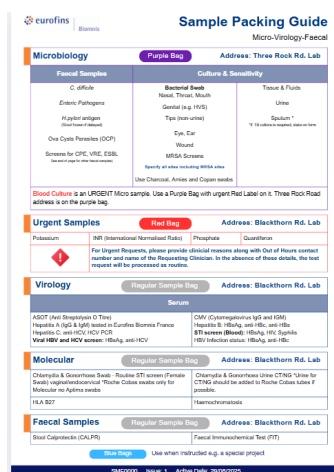 eurofins
Biomnis
Sample Packing Guide
Micro-Virology-Faecal
Microbiology
Purple Bag
Address: Three Rock Rd. Lab
Faecal Samples
Culture & Sensitivity
C. difficile
Enteric Pathogens
H.pylori antigen
Ova Cysts Parasites (OCP)
Screens for CPE, VRE, ESBL
Bacterial Swab
Nasal, Throat, Mouth
Genital (e.g. HVS)
Tips (non-urine)
Eye, Ear
Wound
MRSA Screens
Specify all sites including MRSA sites
Use Charcoal, Amies and Copan swabs
Tissue & Fluids
Urine
Sputum *
Blood Culture is an URGENT Micro sample. Use a Purple Bag with urgent Red Label on it. Three Rock Road
address is on the purple bag.
Urgent Samples
Red Bag
Address: Blackthorn Rd. Lab
Potassium
INR (International Normalised Ratio)
Phosphate
Quantiferon
For Urgent Requests, please provide clinicial reasons along with Out of Hours contact
number and name of the Requesting Clinician. In the absence of these details, the test
request will be processed as routine.
Virology
Regular Sample Bag
Address: Blackthorn Rd. Lab
Serum
ASOT (Anti Streptolysin O Titre)
Hepatitis A (IgG & IgM) tested in Eurofins Biomnis France
Hepatitis C: anti-HCV, HCV PCR
Viral HBV and HCV screen: HBsAg, anti-HCV
CMV (Cytomegalovirus IgG and IGM)
Hepatitis B: HBsAg, anti-HBc, anti-HBs
STI screen (Blood): HBsAg, HIV, Syphilis
HBV Infection status: HBsAg, anti-HBc
Molecular
Regular Sample Bag
Address: Blackthorn Rd. Lab
Chlamydia & Gonorrhoea Swab - Routine STI screen (Female
Swab) vaginal/endocervical *Roche Cobas swabs only for
Molecular no Aptima swabs
Chlamydia & Gonorrhoea Urine CT/NG *Urine for
CT/NG should be added to Roche Cobas tubes if
possible.
HLA B27
Haemochromatosis
Faecal Samples
Regular Sample Bag
Address: Blackthorn Rd. Lab
Stool Calprotectin (CALPR)
Faecal Immunochemical Test (FIT)
Blue Bags
Use when instructed e.g. a special project
Issue: 1
Active Date: 29/08/2025